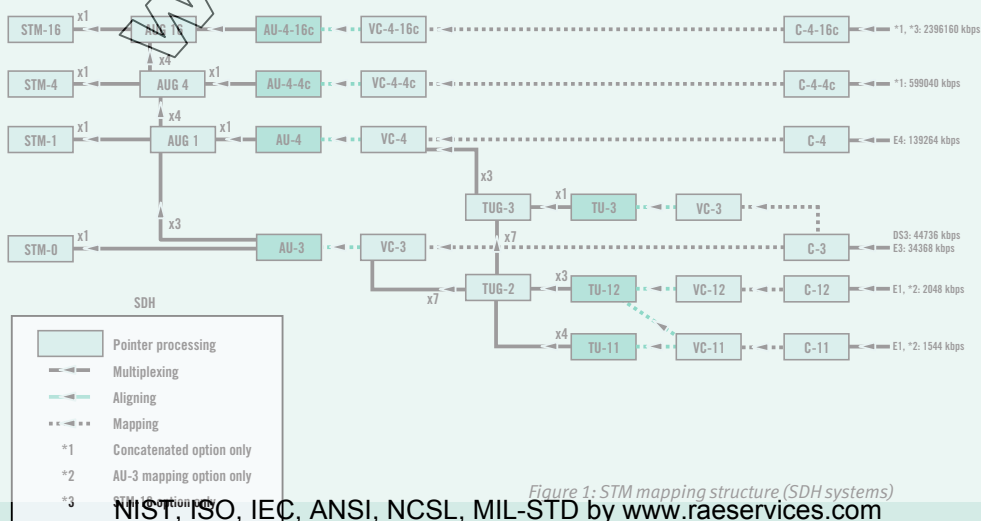 STM-16 x1 AUG 16 AU-4-16c VC-4-16c C-4-16c *1, *3: 2396160 kbps
x4
STM-4 x1 AUG 4 x1 AU-4-4c VC-4-4c C-4-4c *1: 599040 kbps
x4
STM-1 x1 AUG 1 x1 AU-4 VC-4 C-4 E4: 139264 kbps
x3
TUG-3 x1 TU-3 VC-3
x3
x7
DS3: 44736 kbps
STM-0 x1 AU-3 VC-3 C-3 E3: 34368 kbps
TUG-2 x3 TU-12 VC-12 C-12 E1, *2: 2048 kbps
x7
x4 TU-11 VC-11 C-11 E1, *2: 1544 kbps
SDH
Pointer processing
Multiplexing
Aligning
Mapping
*1 Concatenated option only
*2 AU-3 mapping option only
*3 STM-16 option only
Figure 1: STM mapping structure (SDH systems)
NIST, ISO, IEC, ANSI, NCSL, MIL-STD by www.raeservices.com